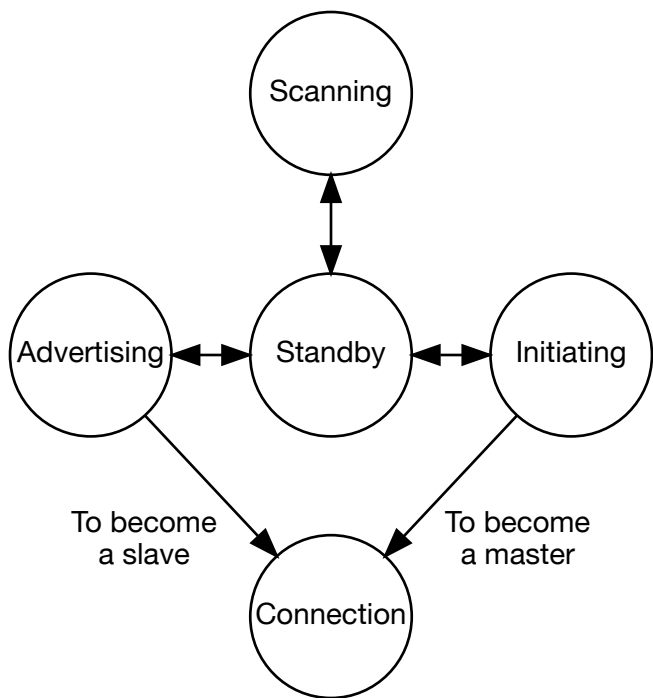 Scanning
Advertising
Standby
Initiating
To become
a slave
To become
a master
Connection